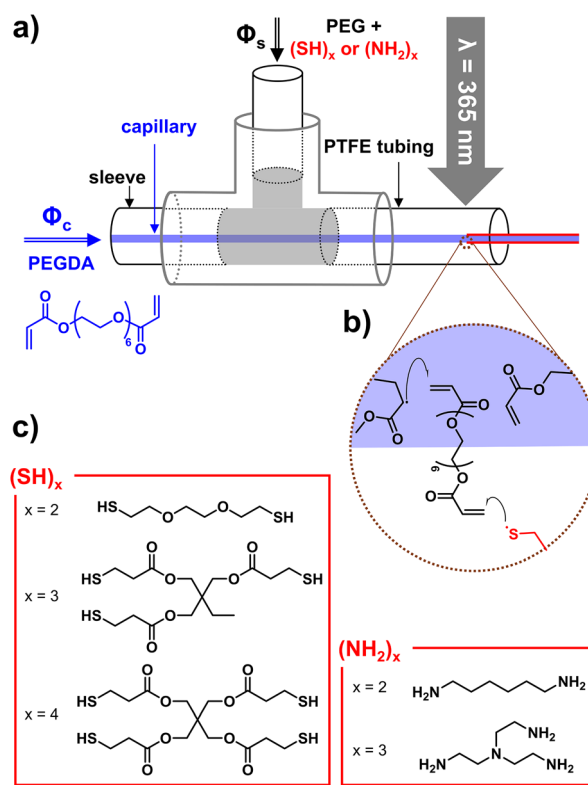 a)
PEG +
Φs
(SH)x or (NH2)x
λ = 365 nm
capillary
PTFE tubing
sleeve
Φc
PEGDA
O
O
O
O
6
b)
O
O
O
O
O
O
9
O
O
·S
c)
(SH)x
x = 2
HS
O
O
SH
x = 3
O
O
HS
O
O
SH
HS
O
O
x = 4
O
O
HS
O
O
SH
HS
O
O
SH
O
O
(NH2)x
x = 2
H2N
NH2
x = 3
NH2
H2N
N
NH2